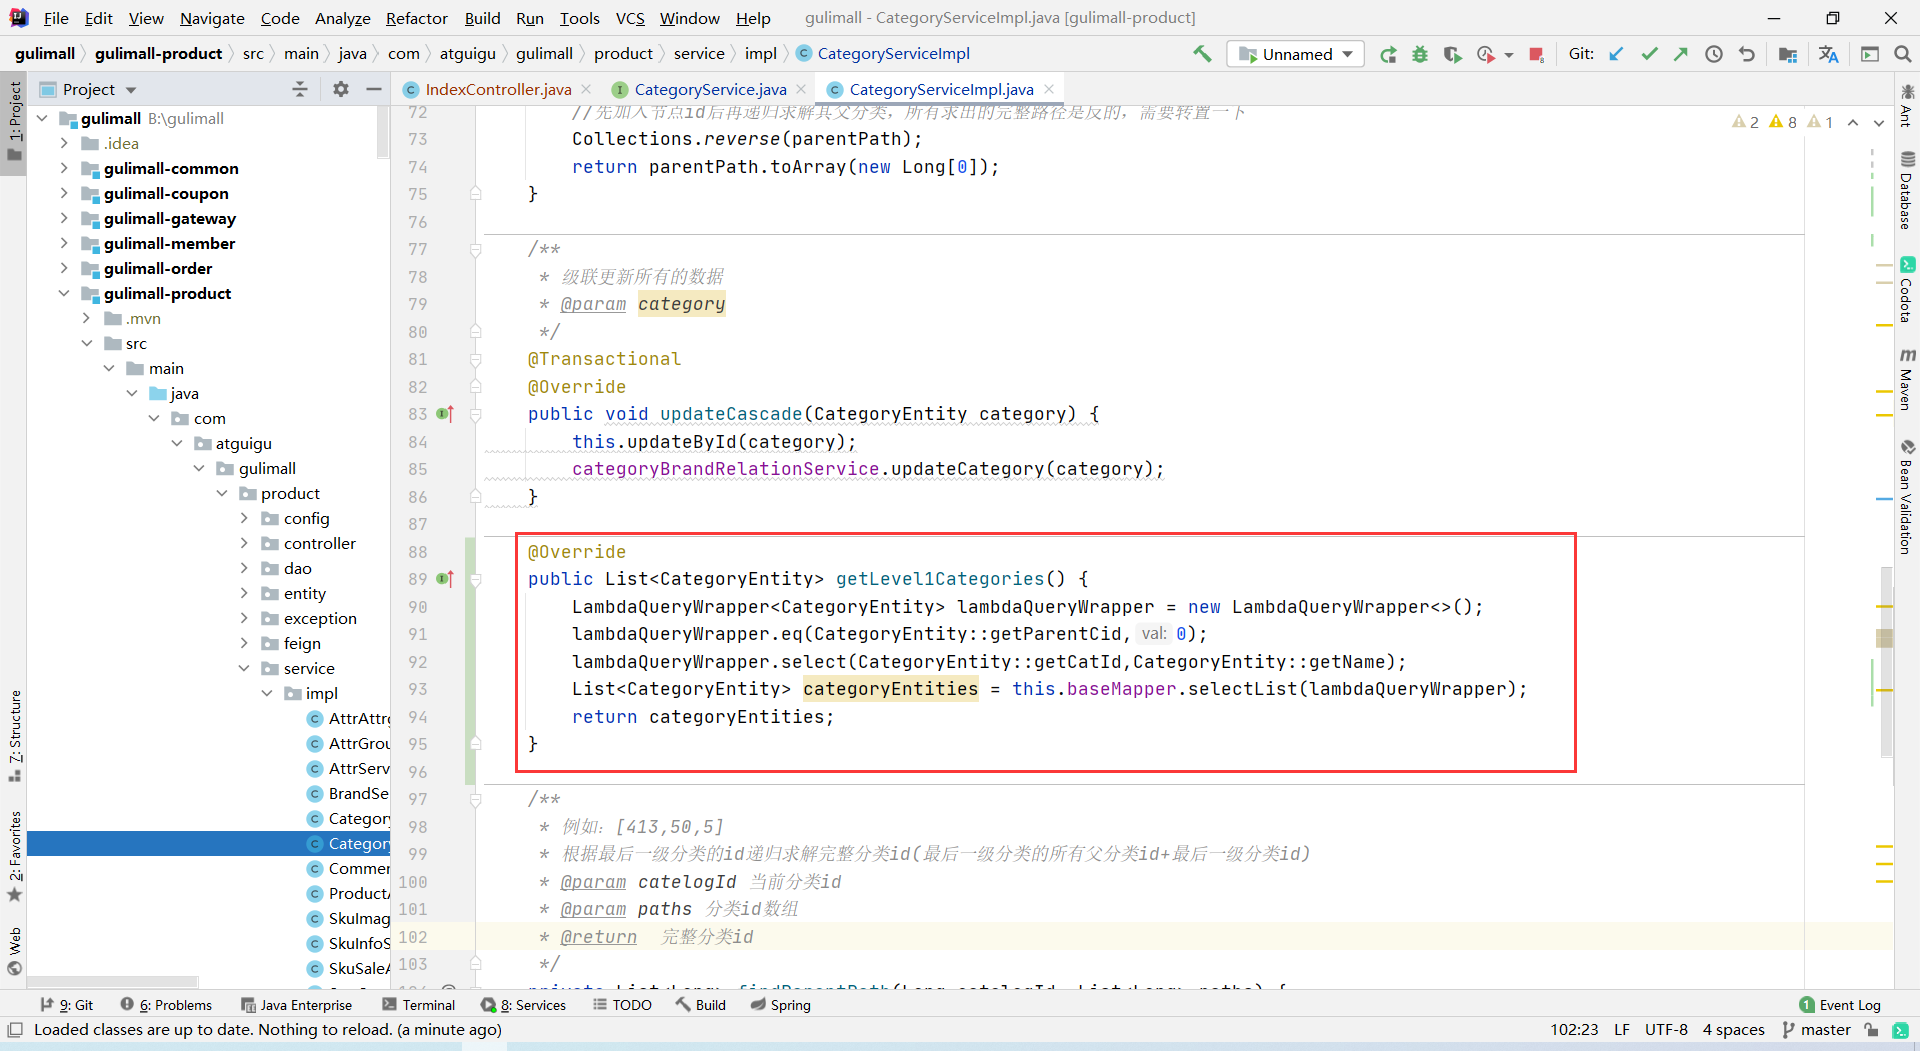 File Edit View Navigate Code Analyze Refactor Build Run Tools VCS Window Help gulimall - CategoryServiceImpl.java [gulimall-product]
gulimall gulimall-product src main java com atguigu gulimall product service impl CategoryServiceImpl Unnamed Git:
Project
IndexController.java CategoryService.java CategoryServiceImpl.java
1: Project
7: Structure
2: Favorites
Web
gulimall B:\gulimall
.idea
gulimall-common
gulimall-coupon
gulimall-gateway
gulimall-member
gulimall-order
gulimall-product
.mvn
src
main
java
com
atguigu
gulimall
product
config
controller
dao
entity
exception
feign
service
impl
AttrAttr
AttrGrou
AttrServ
BrandSe
Categor
Categor
Commer
Product
SkuImag
SkuInfoS
SkuSale
2 8 1
72 //先加入节点id后再递归求解其父分类，所有求出的完整路径是反的，需要转置一下
73 Collections.reverse(parentPath);
74 return parentPath.toArray(new Long[0]);
75 }
76
77 /**
78 * 级联更新所有的数据
79 * @param category
80 */
81 @Transactional
82 @Override
83 public void updateCascade(CategoryEntity category) {
84 this.updateById(category);
85 categoryBrandRelationService.updateCategory(category);
86 }
87
88 @Override
89 public List<CategoryEntity> getLevel1Categories() {
90 LambdaQueryWrapper<CategoryEntity> lambdaQueryWrapper = new LambdaQueryWrapper<>();
91 lambdaQueryWrapper.eq(CategoryEntity::getParentCid, val: 0);
92 lambdaQueryWrapper.select(CategoryEntity::getCatId,CategoryEntity::getName);
93 List<CategoryEntity> categoryEntities = this.baseMapper.selectList(lambdaQueryWrapper);
94 return categoryEntities;
95 }
96
97 /**
98 * 例如：[413,50,5]
99 * 根据最后一级分类的id递归求解完整分类id(最后一级分类的所有父分类id+最后一级分类id)
100 * @param catelogId 当前分类id
101 * @param paths 分类id数组
102 * @return 完整分类id
103 */
private List<Long> findParentPath(Long catelogId, List<Long> paths) {
Ant
Database
Codota
Maven
Bean Validation
9: Git 6: Problems Java Enterprise Terminal 8: Services TODO Build Spring 1 Event Log
Loaded classes are up to date. Nothing to reload. (a minute ago) 102:23 LF UTF-8 4 spaces master